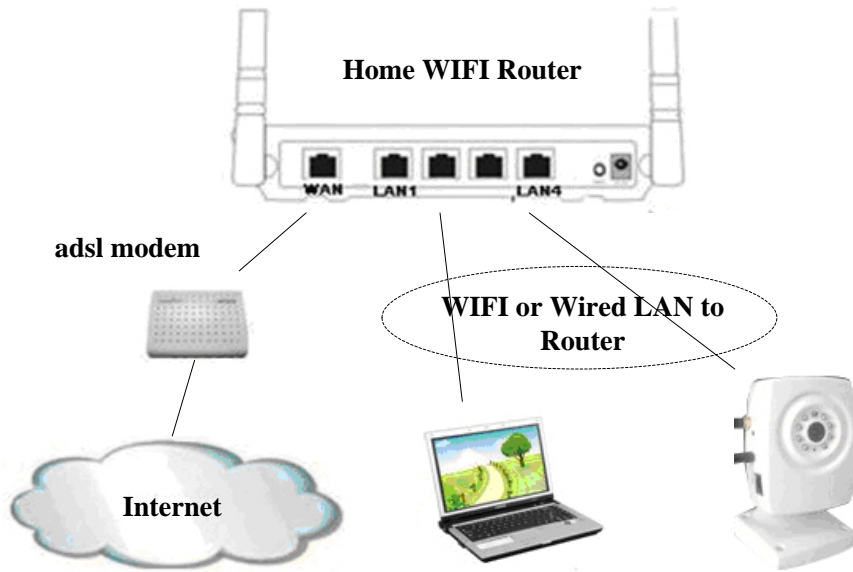 Home WIFI Router
WAN
LAN1
LAN4
adsl modem
WIFI or Wired LAN to
Router
Internet